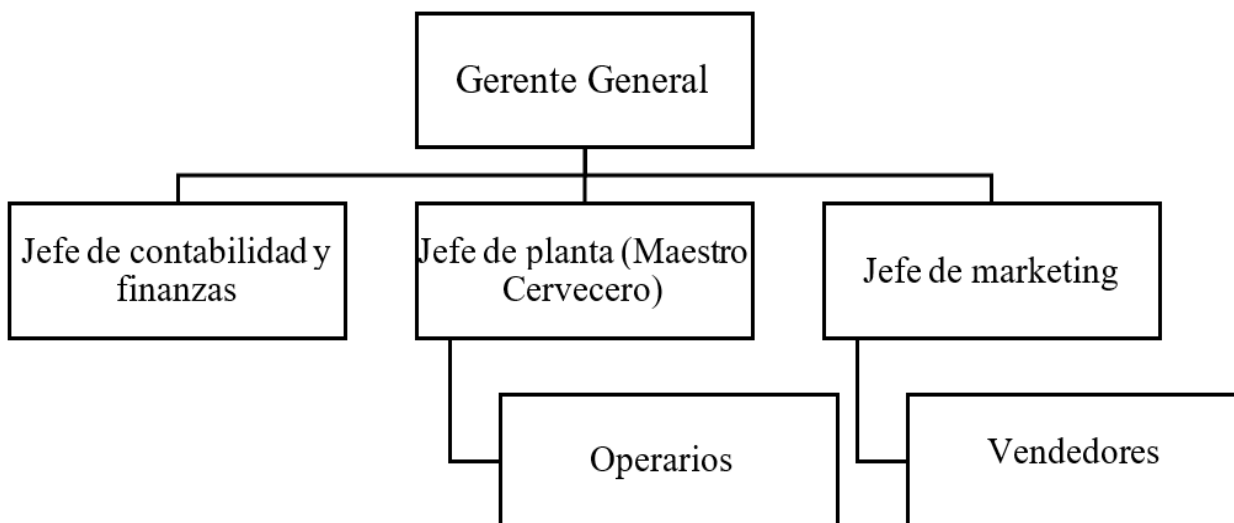 Gerente General
Jefe de contabilidad y
finanzas
Jefe de planta (Maestro
Cervecero)
Jefe de marketing
Operarios
Vendedores